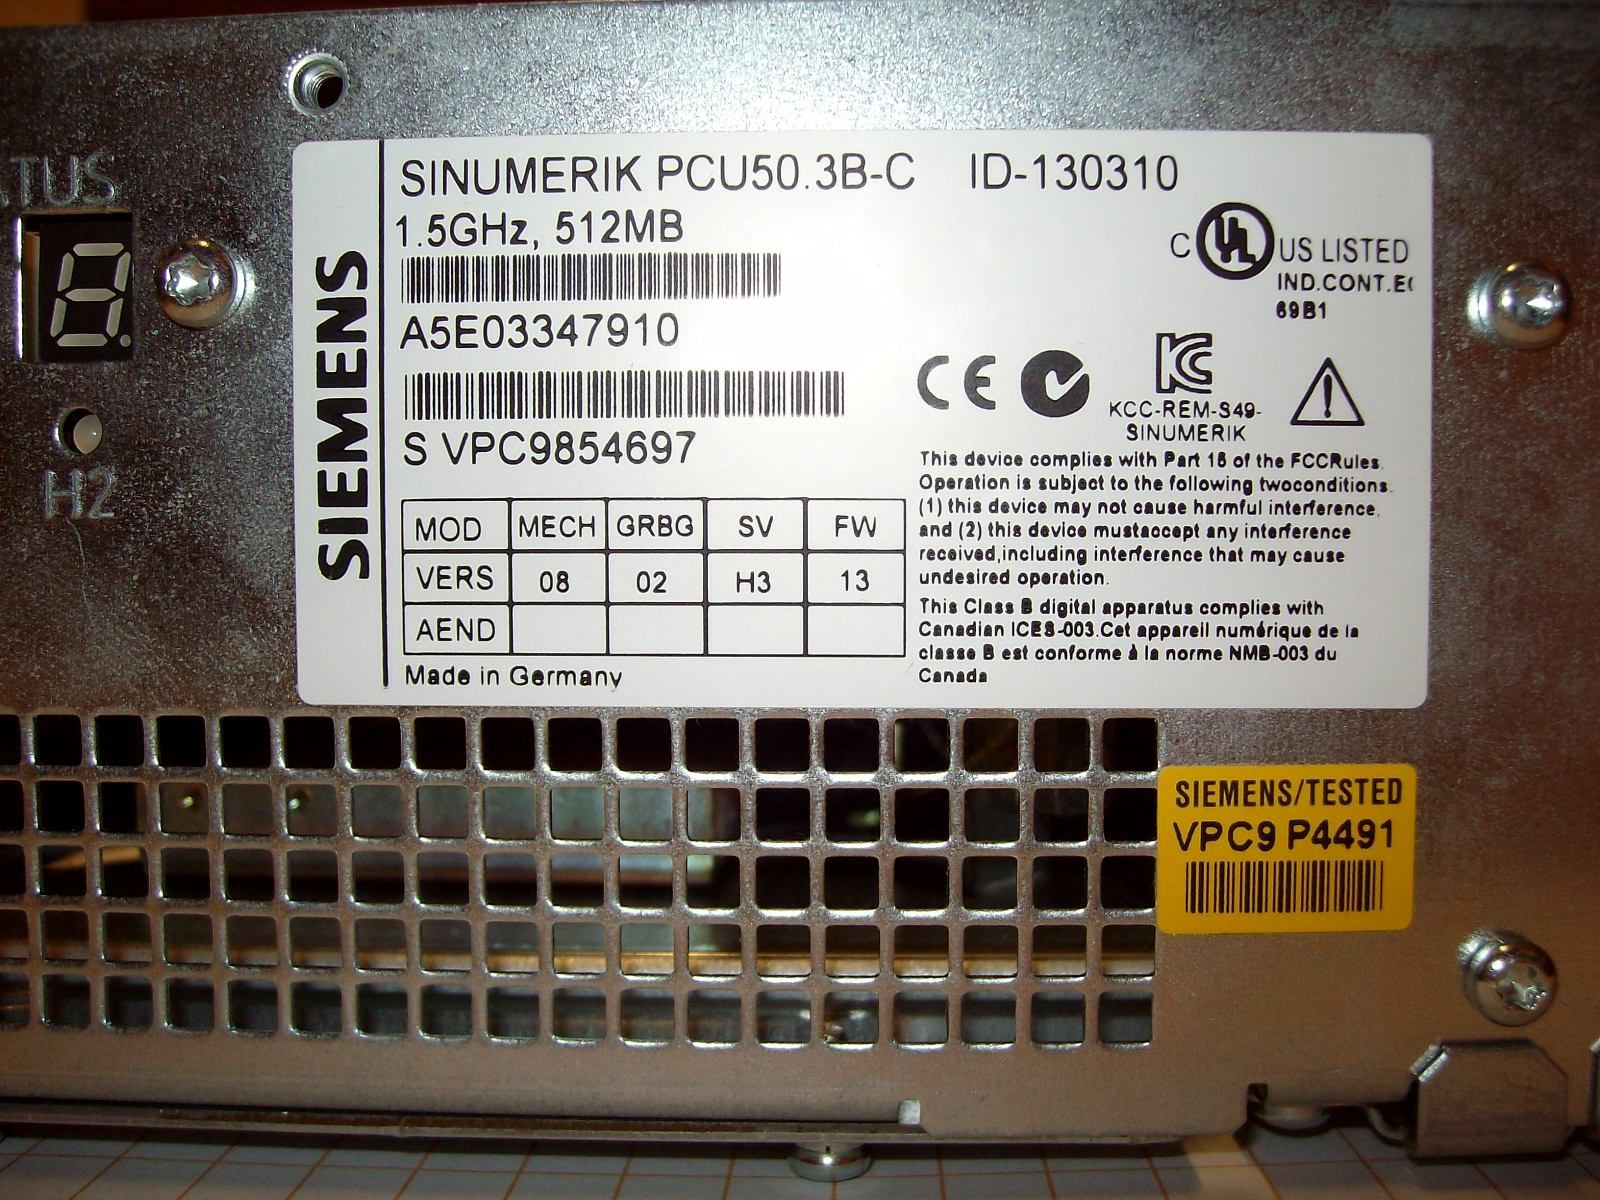 SINUMERIK PCU50.3B-C ID-130310
1.5GHz, 512MB
A5E03347910
S VPC9854697
SIEMENS
C UL US LISTED
IND.CONT.E
69B1
CE
KC
KCC-REM-S49-
SINUMERIK
MOD MECH GRBG SV FW
VERS 08 02 H3 13
AEND
Made in Germany
This device complies with Part 15 of the FCCRules.
Operation is subject to the following twoconditions.
(1) this device may not cause harmful interference,
and (2) this device mustaccept any interference
received,including interference that may cause
undesired operation.
This Class B digital apparatus complies with
Canadian ICES-003.Cet appareil numérique de la
classe B est conforme à la norme NMB-003 du
Canada
TUS
8.
H2
SIEMENS/TESTED
VPC9 P4491